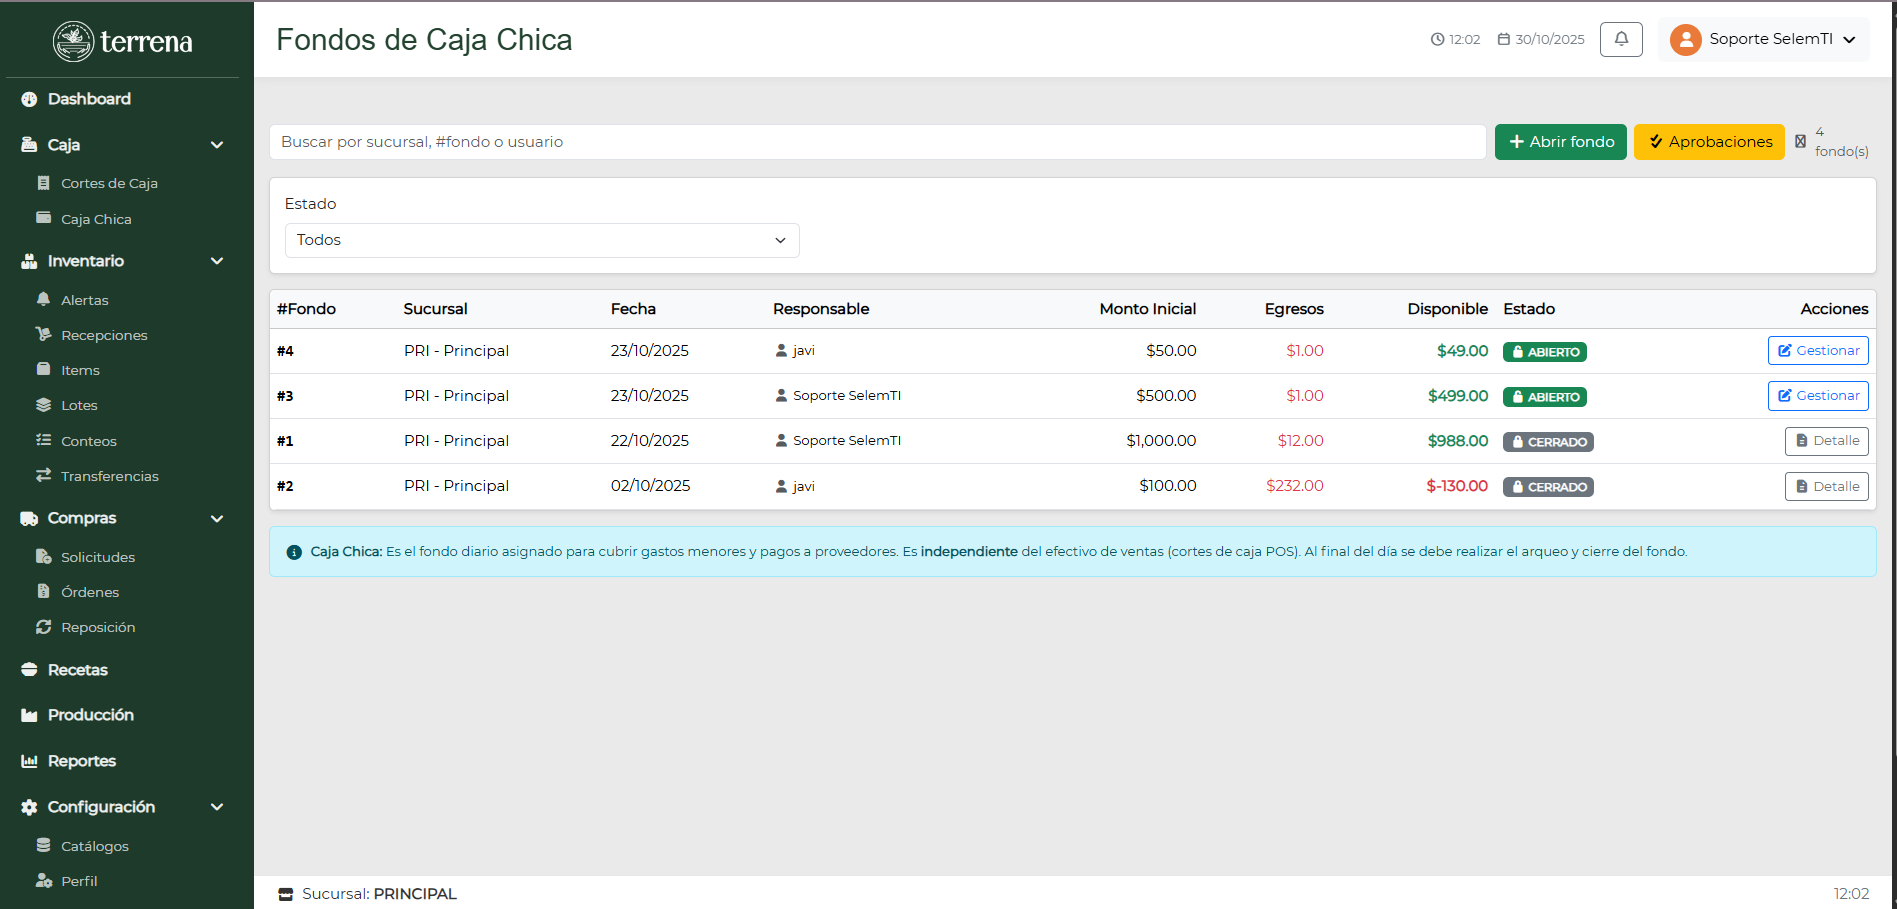 terrena
Dashboard
Caja
Cortes de Caja
Caja Chica
Inventario
Alertas
Recepciones
Items
Lotes
Conteos
Transferencias
Compras
Solicitudes
Órdenes
Reposición
Recetas
Producción
Reportes
Configuración
Catálogos
Perfil
Fondos de Caja Chica
12:02 30/10/2025 Soporte SelemTI
Buscar por sucursal, #fondo o usuario Abrir fondo Aprobaciones 4
fondo(s)
Estado
Todos
#Fondo Sucursal Fecha Responsable Monto Inicial Egresos Disponible Estado Acciones
#4 PRI - Principal 23/10/2025 javi $50.00 $1.00 $49.00 ABIERTO Gestionar
#3 PRI - Principal 23/10/2025 Soporte SelemTI $500.00 $1.00 $499.00 ABIERTO Gestionar
#1 PRI - Principal 22/10/2025 Soporte SelemTI $1,000.00 $12.00 $988.00 CERRADO Detalle
#2 PRI - Principal 02/10/2025 javi $100.00 $232.00 $-130.00 CERRADO Detalle
Caja Chica: Es el fondo diario asignado para cubrir gastos menores y pagos a proveedores. Es independiente del efectivo de ventas (cortes de caja POS). Al final del día se debe realizar el arqueo y cierre del fondo.
Sucursal: PRINCIPAL 12:02